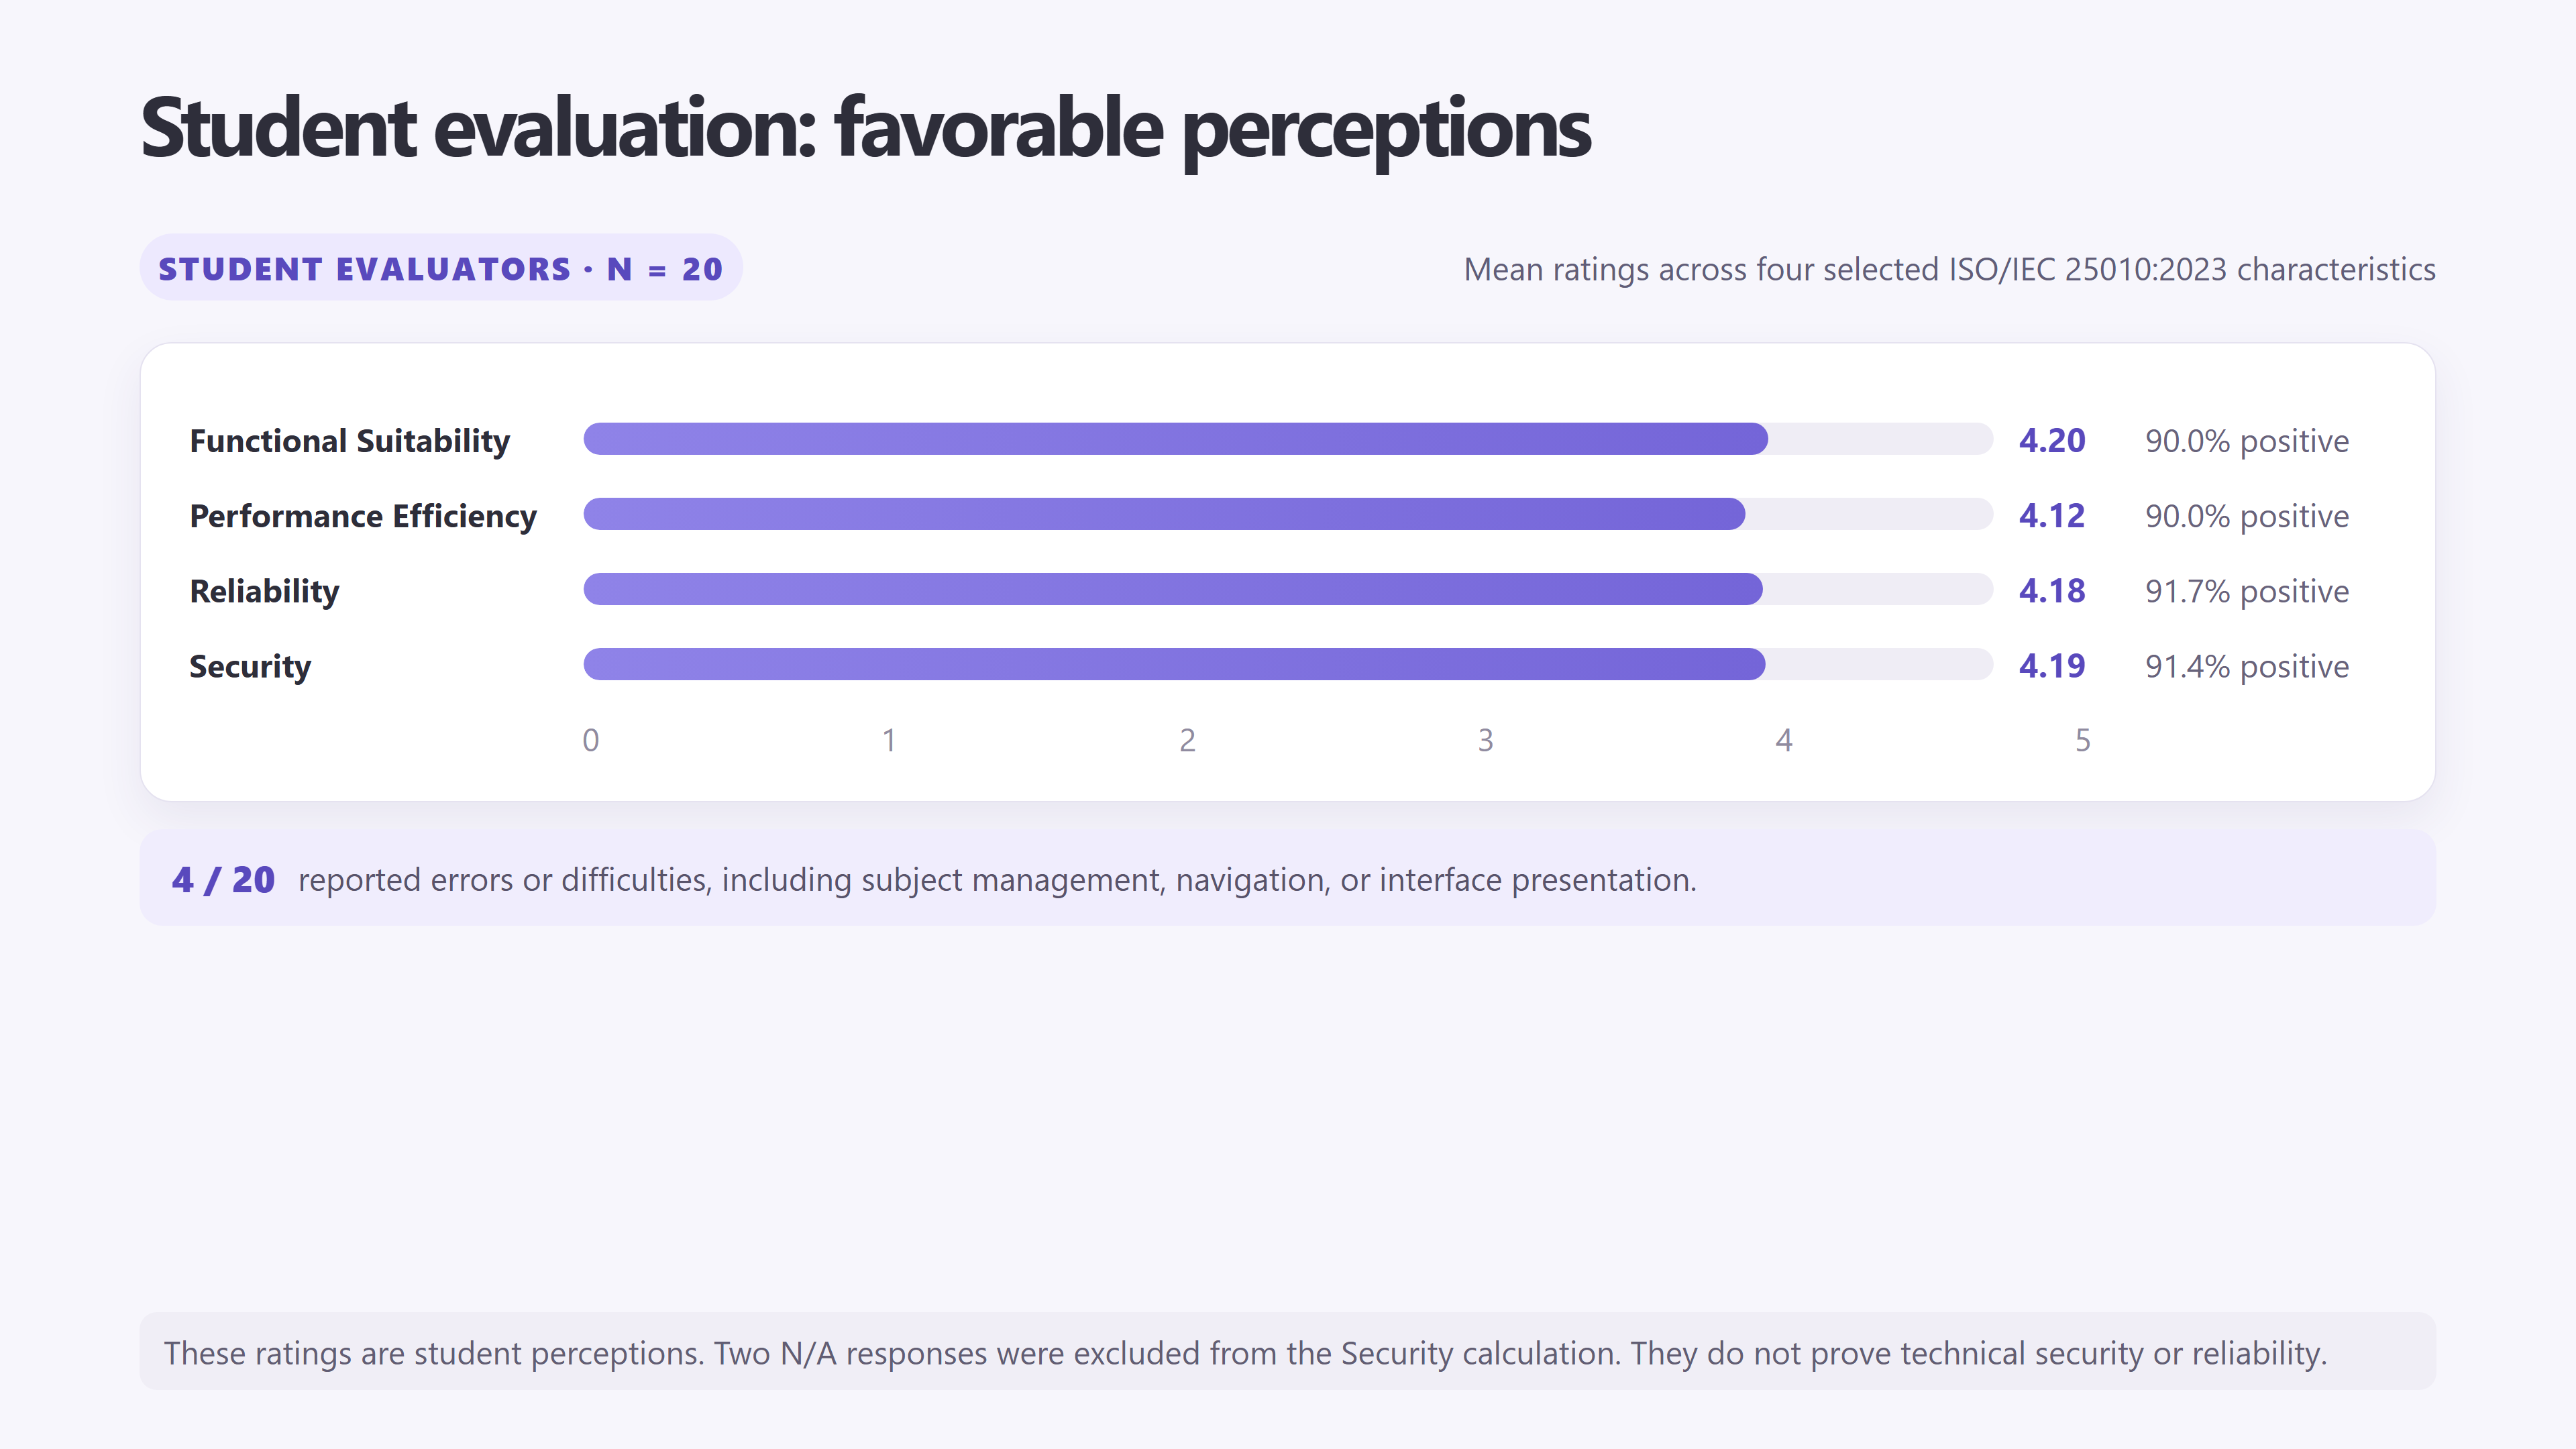 Student evaluation: favorable perceptions
STUDENT EVALUATORS · N = 20
Mean ratings across four selected ISO/IEC 25010:2023 characteristics
Functional Suitability 4.20 90.0% positive
Performance Efficiency 4.12 90.0% positive
Reliability 4.18 91.7% positive
Security 4.19 91.4% positive
0 1 2 3 4 5
4 / 20 reported errors or difficulties, including subject management, navigation, or interface presentation.
These ratings are student perceptions. Two N/A responses were excluded from the Security calculation. They do not prove technical security or reliability.